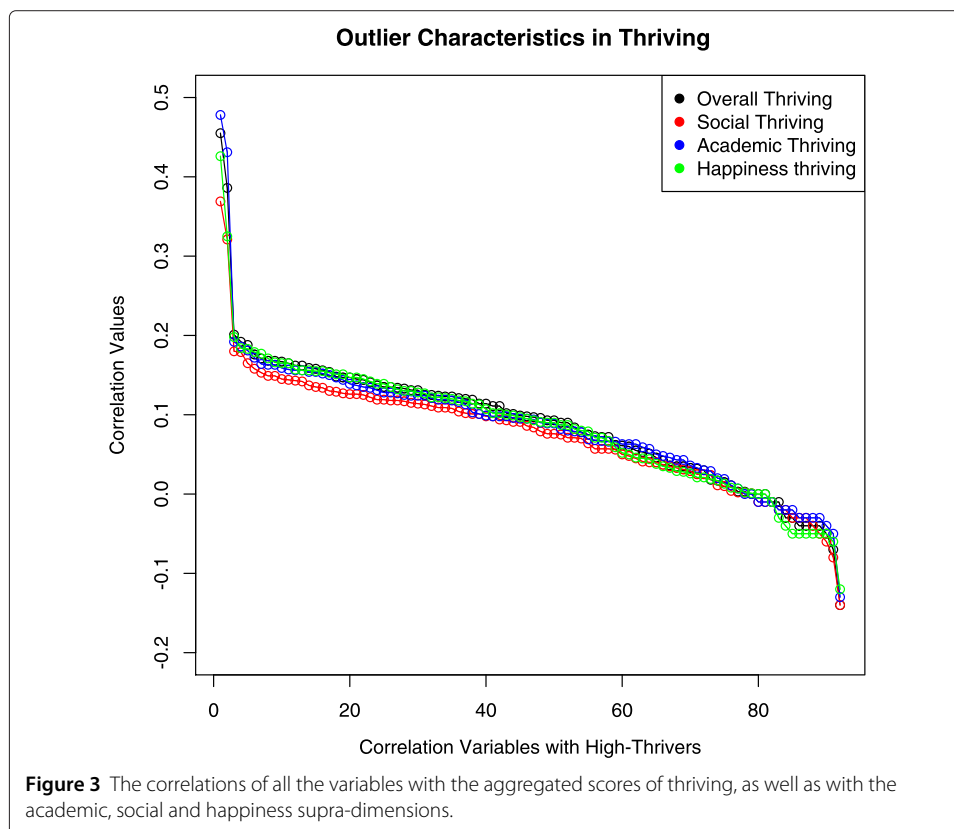 Outlier Characteristics in Thriving
Overall Thriving
Social Thriving
Academic Thriving
Happiness thriving
Correlation Values
0.5
0.4
0.3
0.2
0.1
0.0
-0.1
-0.2
0 20 40 60 80
Correlation Variables with High-Thrivers
Figure 3 The correlations of all the variables with the aggregated scores of thriving, as well as with the
academic, social and happiness supra-dimensions.